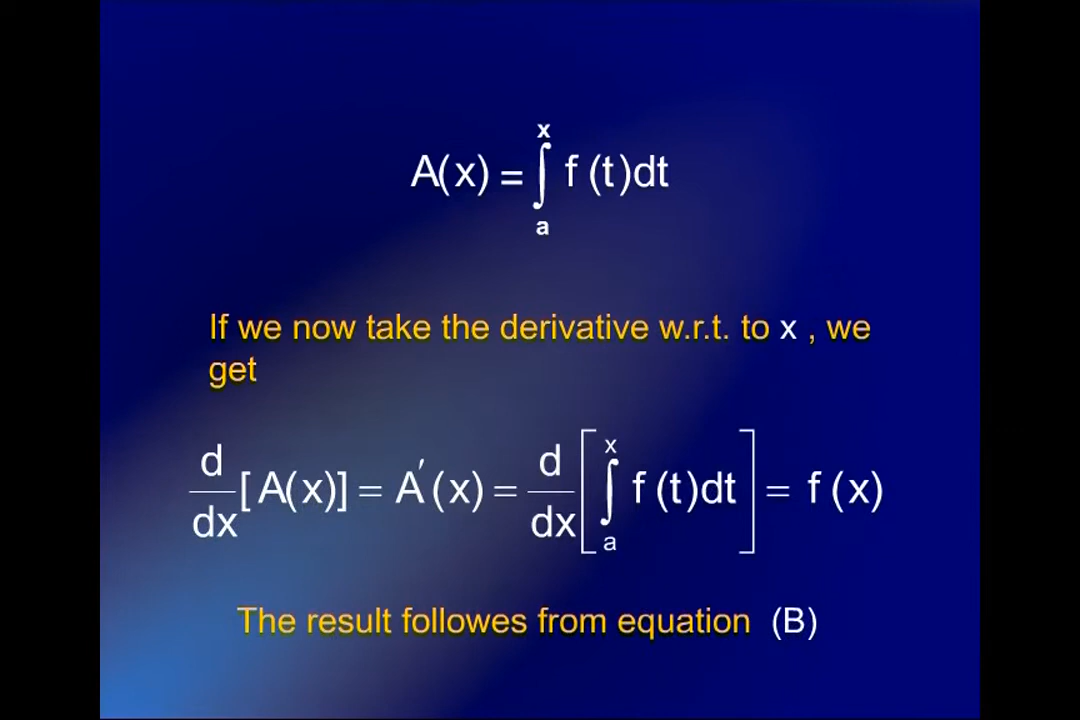 A(x) = ∫ₐˣ f (t)dt
If we now take the derivative w.r.t. to x , we
get
d/dx [ A(x)] = A′(x) = d/dx [ ∫ₐˣ f (t)dt ] = f (x)
The result followes from equation (B)